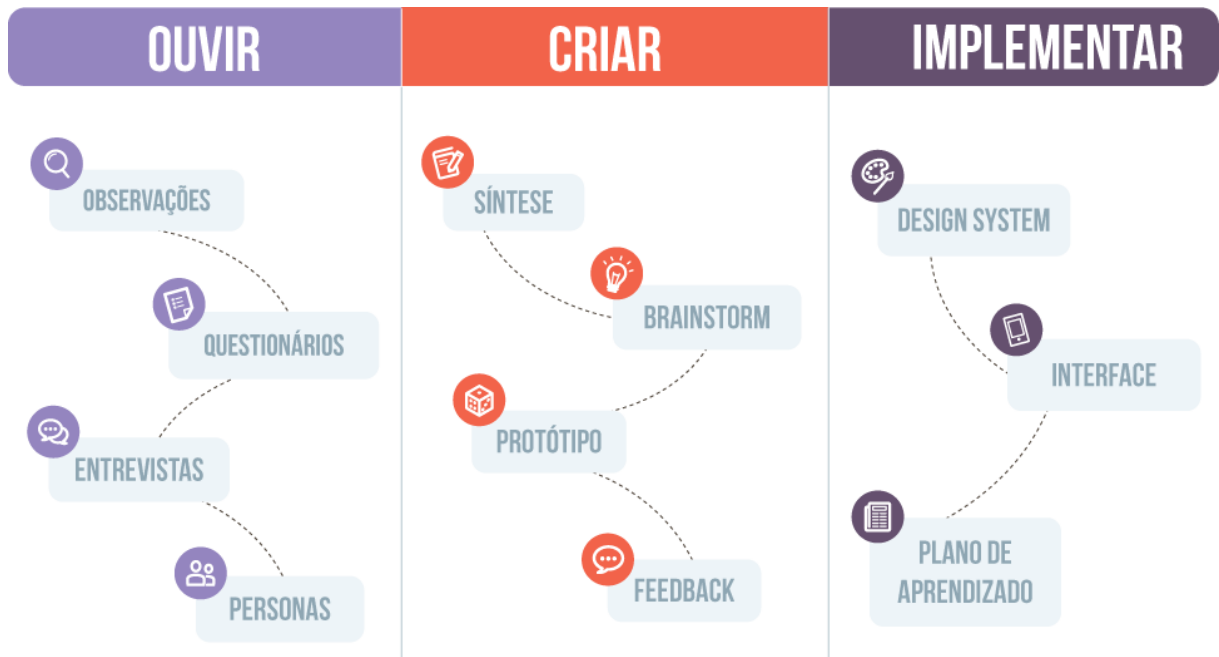 OUVIR
OBSERVAÇÕES
QUESTIONÁRIOS
ENTREVISTAS
PERSONAS
CRIAR
SÍNTESE
BRAINSTORM
PROTÓTIPO
FEEDBACK
IMPLEMENTAR
DESIGN SYSTEM
INTERFACE
PLANO DE
APRENDIZADO